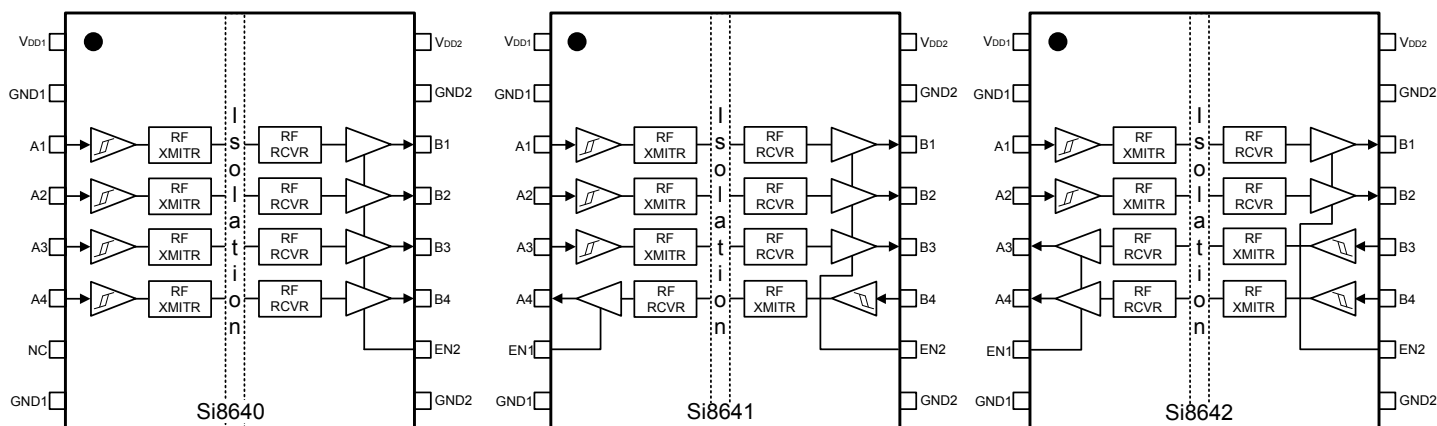 VDD1
VDD2
GND1
GND2
A1
RF XMITR
RF RCVR
B1
A2
RF XMITR
RF RCVR
B2
A3
RF XMITR
RF RCVR
B3
A4
RF XMITR
RF RCVR
B4
Isolation
NC
EN2
GND1
GND2
Si8640
VDD1
VDD2
GND1
GND2
A1
RF XMITR
RF RCVR
B1
A2
RF XMITR
RF RCVR
B2
A3
RF XMITR
RF RCVR
B3
A4
RF RCVR
RF XMITR
B4
Isolation
EN1
EN2
GND1
GND2
Si8641
VDD1
VDD2
GND1
GND2
A1
RF XMITR
RF RCVR
B1
A2
RF XMITR
RF RCVR
B2
A3
RF RCVR
RF XMITR
B3
A4
RF RCVR
RF XMITR
B4
Isolation
EN1
EN2
GND1
GND2
Si8642